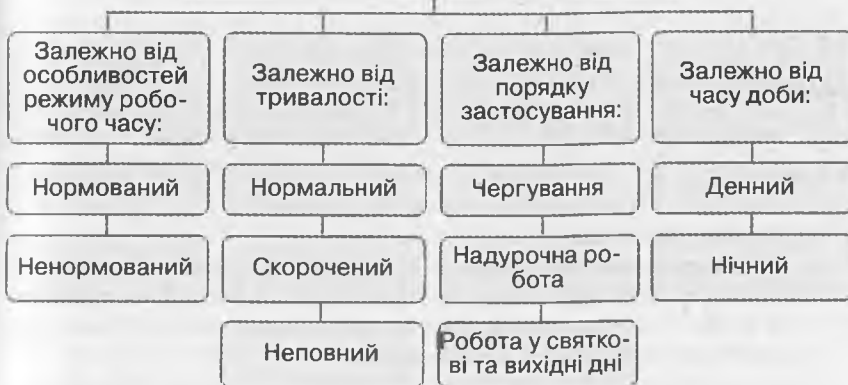 Залежно від
особливостей
режиму робо-
чого часу:
Нормований
Ненормований
Залежно від
тривалості:
Нормальний
Скорочений
Неповний
Залежно від
порядку
застосування:
Чергування
Надурочна ро-
бота
Робота у святко-
ві та вихідні дні
Залежно від
часу доби:
Денний
Нічний